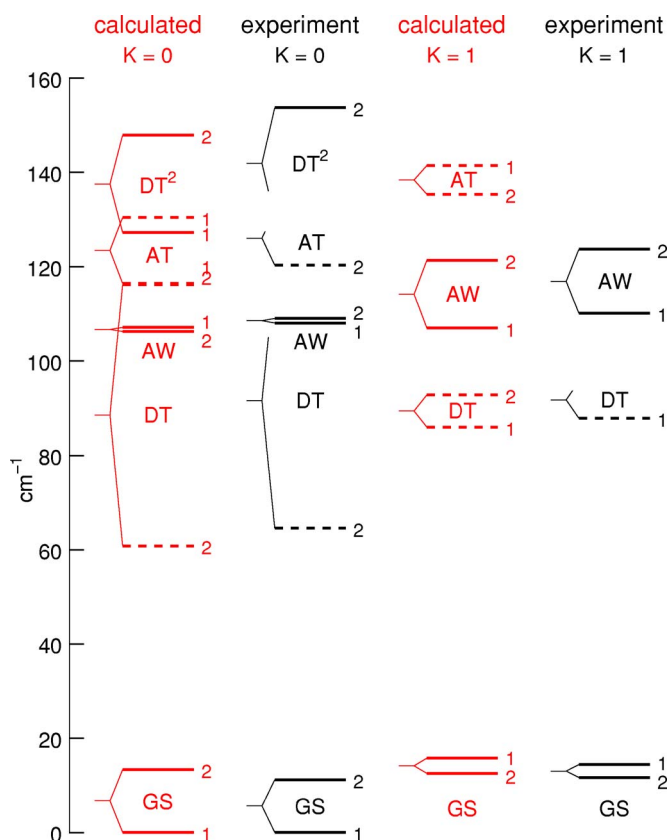 calculated experiment calculated experiment
K = 0 K = 0 K = 1 K = 1
160
2
2
DT²
DT²
140
1
AT
2
1
1
AT
AT
2
120
1
2
2
2
AW
AW
2
1
1
2
1
1
AW
AW
100
cm⁻¹
2
DT
DT
DT
DT
1
1
80
2
60
2
40
20
2
2
1
2
1
2
GS
GS
GS
GS
0
1
1